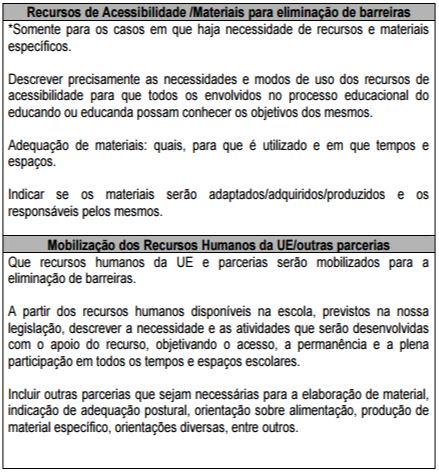 Recursos de Acessibilidade /Materiais para eliminação de barreiras
*Somente para os casos em que haja necessidade de recursos e materiais
específicos.
Descrever precisamente as necessidades e modos de uso dos recursos de
acessibilidade para que todos os envolvidos no processo educacional do
educando ou educanda possam conhecer os objetivos dos mesmos.
Adequação de materiais: quais, para que é utilizado e em que tempos e
espaços.
Indicar se os materiais serão adaptados/adquiridos/produzidos e os
responsáveis pelos mesmos.
Mobilização dos Recursos Humanos da UE/outras parcerias
Que recursos humanos da UE e parcerias serão mobilizados para a
eliminação de barreiras.
A partir dos recursos humanos disponíveis na escola, previstos na nossa
legislação, descrever a necessidade e as atividades que serão desenvolvidas
com o apoio do recurso, objetivando o acesso, a permanência e a plena
participação em todos os tempos e espaços escolares.
Incluir outras parcerias que sejam necessárias para a elaboração de material,
indicação de adequação postural, orientação sobre alimentação, produção de
material específico, orientações diversas, entre outros.